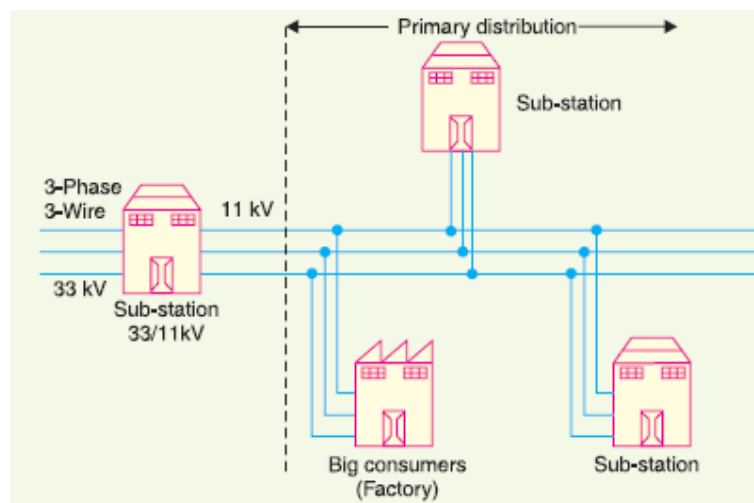 Primary distribution
Sub-station
3-Phase
3-Wire
11 kV
33 kV
Sub-station
33/11kV
Big consumers
(Factory)
Sub-station